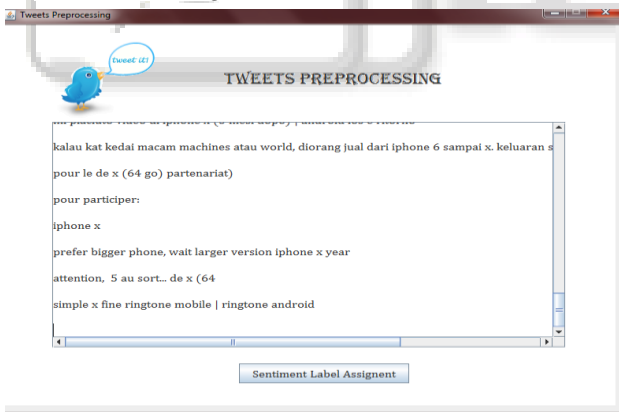 Tweets Preprocessing
tweet it!
TWEETS PREPROCESSING
kalau kat kedai macam machines atau world, diorang jual dari iphone 6 sampai x. keluaran s
pour le de x (64 go) partenariat)
pour participer:
iphone x
prefer bigger phone, wait larger version iphone x year
attention, 5 au sort... de x (64
simple x fine ringtone mobile | ringtone android
Sentiment Label Assignent